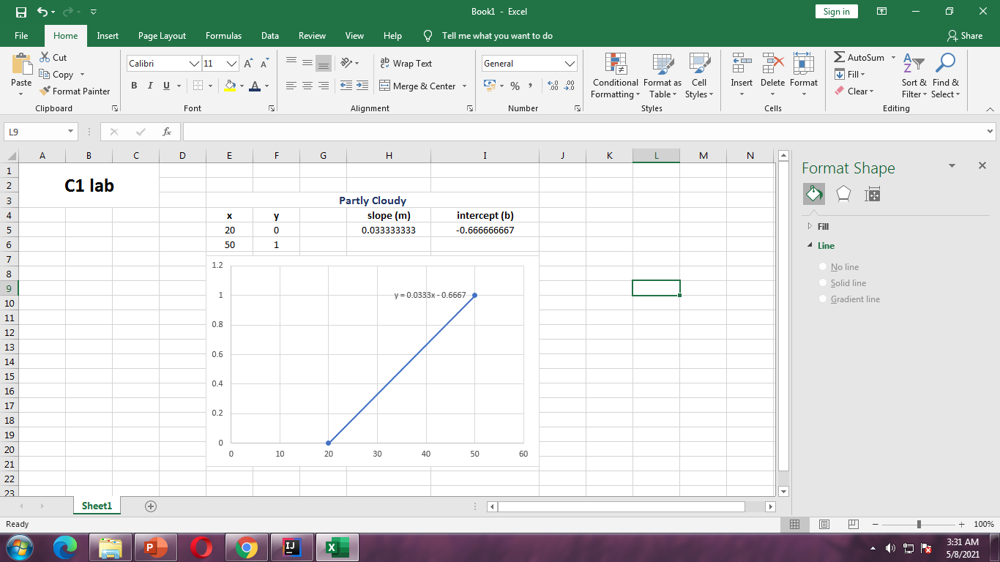 Book1 - Excel
Sign in
File Home Insert Page Layout Formulas Data Review View Help Tell me what you want to do Share
Paste
Cut
Copy
Format Painter
Clipboard
Calibri 11
B I U
Font
Wrap Text
Merge & Center
Alignment
General
Number
Conditional Formatting
Format as Table
Cell Styles
Styles
Insert Delete Format
Cells
AutoSum
Fill
Clear
Sort & Filter
Find & Select
Editing
L9
fx
A B C D E F G H I J K L M N
1
2
3
4
5
6
7
8
9
10
11
12
13
14
15
16
17
18
19
20
21
22
23
C1 lab
Partly Cloudy
x y slope (m) intercept (b)
20 0 0.033333333 -0.666666667
50 1
1.2
1
0.8
0.6
0.4
0.2
0
y = 0.0333x - 0.6667
0 10 20 30 40 50 60
Format Shape
Fill
Line
No line
Solid line
Gradient line
Sheet1
Ready
100%
P
IJ
X
3:31 AM
5/8/2021